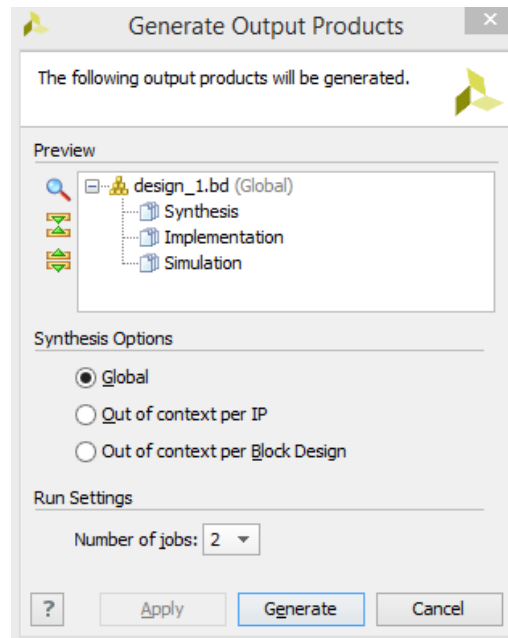 Generate Output Products
The following output products will be generated.
Preview
design_1.bd (Global)
Synthesis
Implementation
Simulation
Synthesis Options
Global
Out of context per IP
Out of context per Block Design
Run Settings
Number of jobs: 2
? Apply Generate Cancel